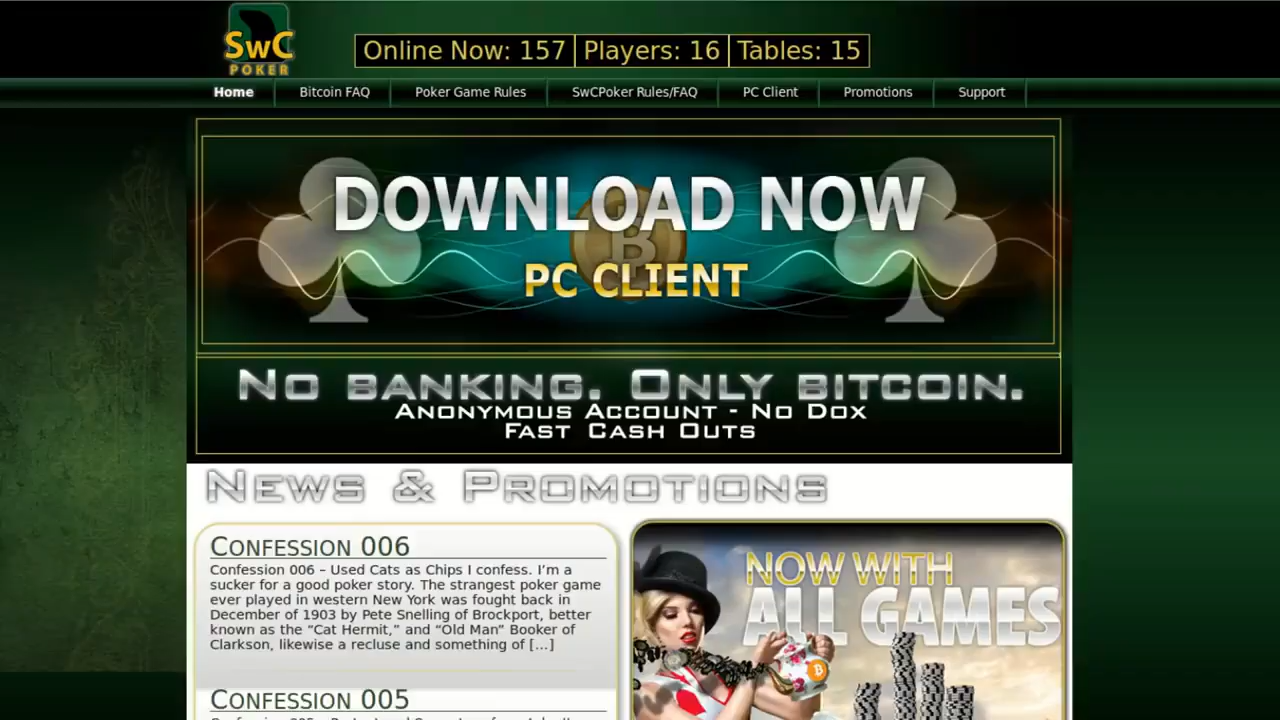 SwC
POKER
Online Now: 157 Players: 16 Tables: 15
Home Bitcoin FAQ Poker Game Rules SwCPoker Rules/FAQ PC Client Promotions Support
DOWNLOAD NOW
PC CLIENT
No banking. Only bitcoin.
Anonymous Account - No Dox
Fast Cash Outs
News & Promotions
Confession 006
Confession 006 – Used Cats as Chips I confess. I’m a
sucker for a good poker story. The strangest poker game
ever played in western New York was fought back in
December of 1903 by Pete Snelling of Brockport, better
known as the “Cat Hermit,” and “Old Man” Booker of
Clarkson, likewise a recluse and something of [...]
Confession 005
NOW WITH
ALL GAMES